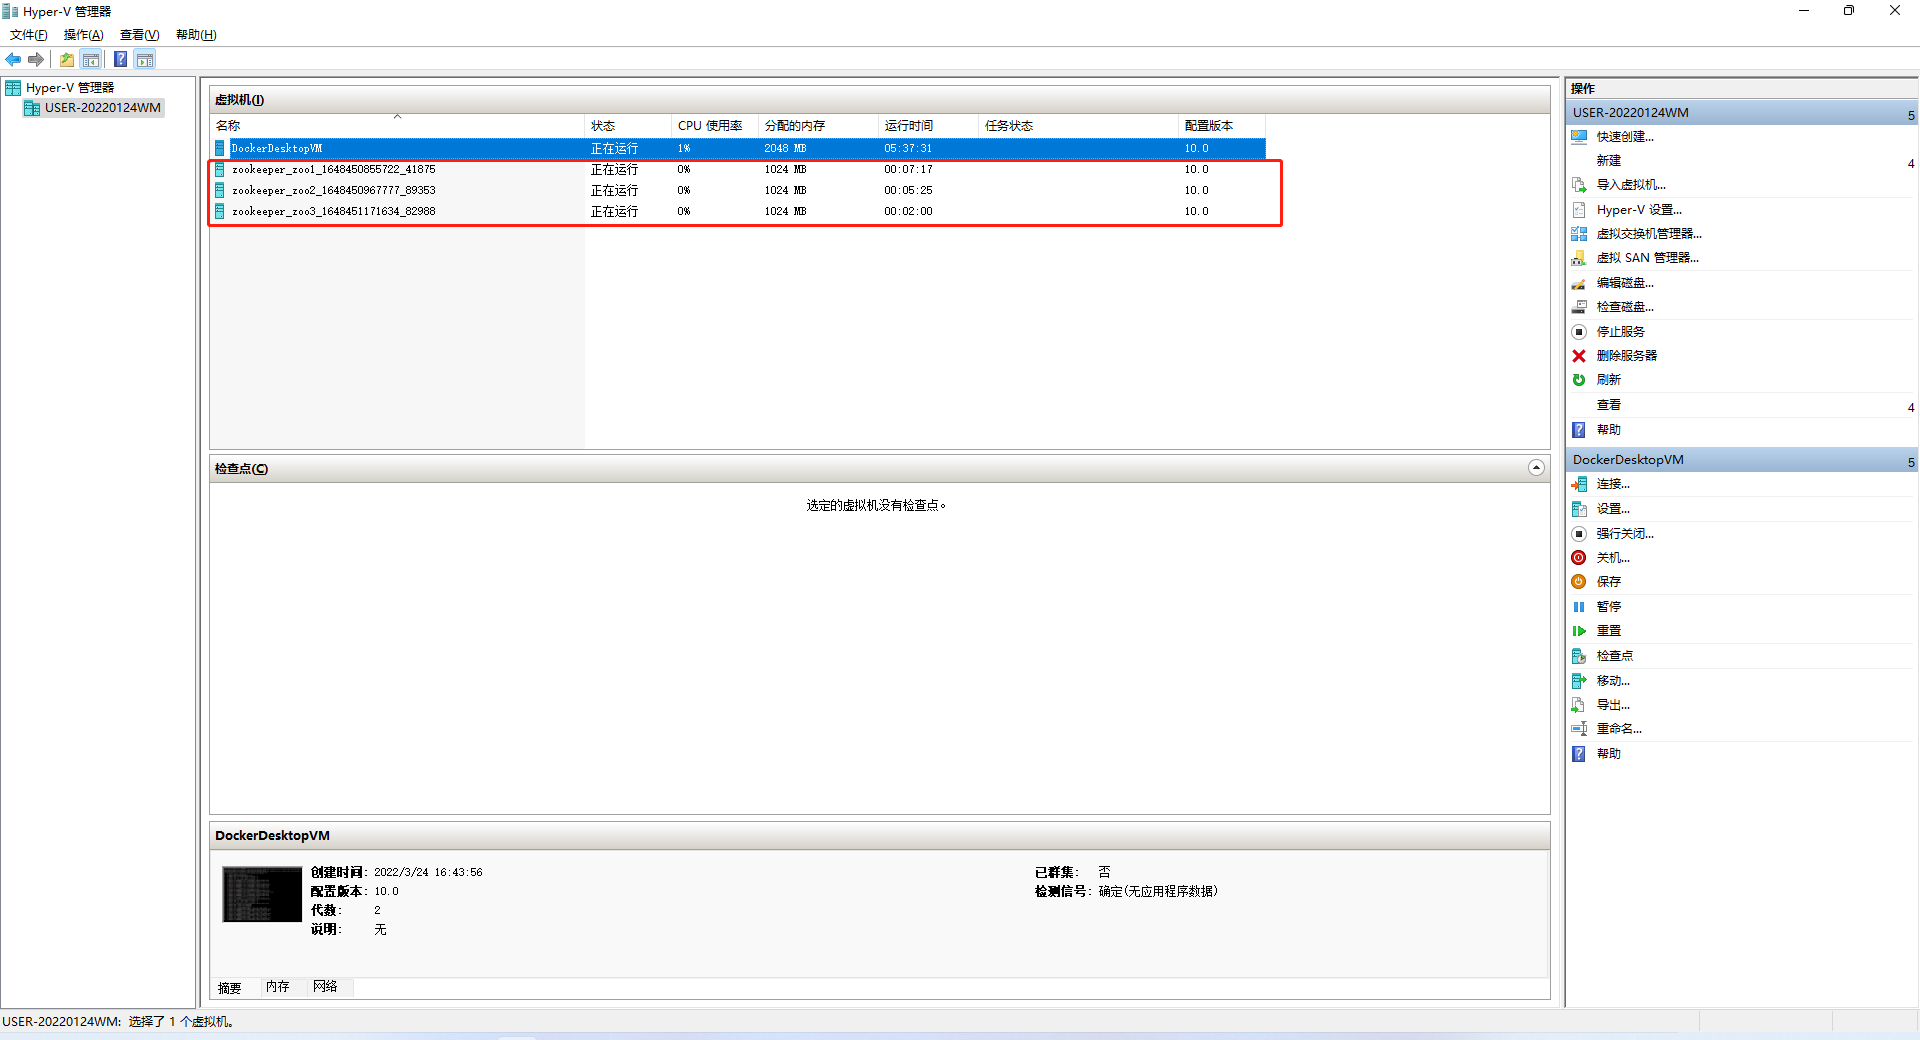 Hyper-V 管理器
文件(F) 操作(A) 查看(V) 帮助(H)
Hyper-V 管理器
USER-20220124WM
虚拟机(I)
名称 状态 CPU 使用率 分配的内存 运行时间 任务状态 配置版本
DockerDesktopVM 正在运行 1% 2048 MB 05:37:31 10.0
zookeeper_zoo1_1648450855722_41875 正在运行 0% 1024 MB 00:07:17 10.0
zookeeper_zoo2_1648450967777_89353 正在运行 0% 1024 MB 00:05:25 10.0
zookeeper_zoo3_1648451171634_82988 正在运行 0% 1024 MB 00:02:00 10.0
检查点(C)
选定的虚拟机没有检查点。
DockerDesktopVM
创建时间: 2022/3/24 16:43:56 已群集: 否
配置版本: 10.0 检测信号: 确定(无应用程序数据)
代数: 2
说明: 无
摘要 内存 网络
操作
USER-20220124WM 5
快速创建...
新建 4
导入虚拟机...
Hyper-V 设置...
虚拟交换机管理器...
虚拟 SAN 管理器...
编辑磁盘...
检查磁盘...
停止服务
删除服务器
刷新
查看 4
帮助
DockerDesktopVM 5
连接...
设置...
强行关闭...
关机...
保存
暂停
重置
检查点
移动...
导出...
重命名...
帮助
USER-20220124WM: 选择了 1 个虚拟机。